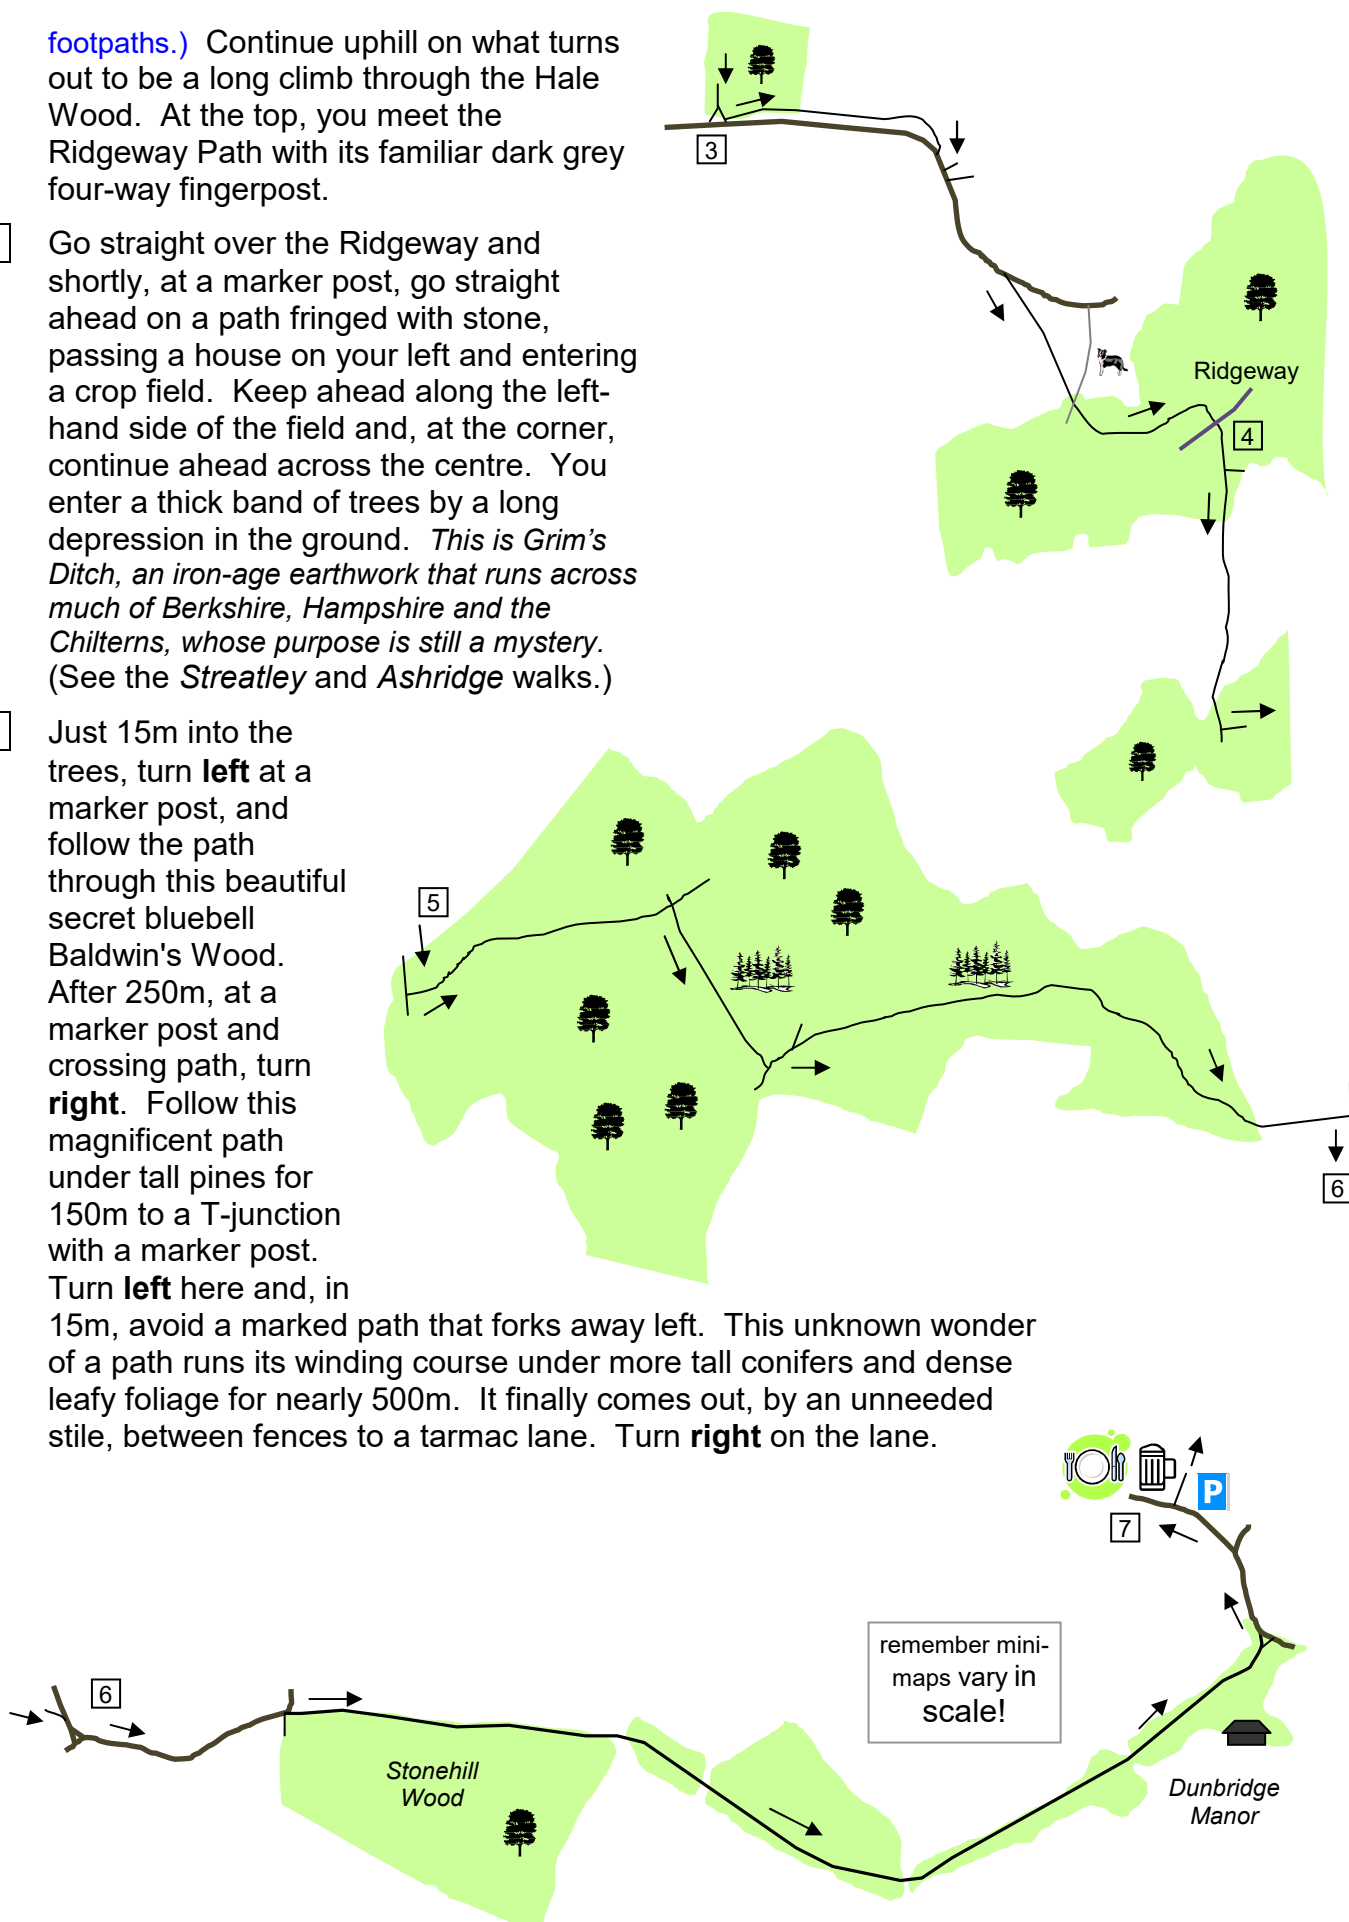 footpaths.) Continue uphill on what turns
out to be a long climb through the Hale
Wood. At the top, you meet the
Ridgeway Path with its familiar dark grey
four-way fingerpost.
Go straight over the Ridgeway and
shortly, at a marker post, go straight
ahead on a path fringed with stone,
passing a house on your left and entering
a crop field. Keep ahead along the left-
hand side of the field and, at the corner,
continue ahead across the centre. You
enter a thick band of trees by a long
depression in the ground. This is Grim’s
Ditch, an iron-age earthwork that runs across
much of Berkshire, Hampshire and the
Chilterns, whose purpose is still a mystery.
(See the Streatley and Ashridge walks.)
Just 15m into the
trees, turn left at a
marker post, and
follow the path
through this beautiful
secret bluebell
Baldwin's Wood.
After 250m, at a
marker post and
crossing path, turn
right. Follow this
magnificent path
under tall pines for
150m to a T-junction
with a marker post.
Turn left here and, in
15m, avoid a marked path that forks away left. This unknown wonder
of a path runs its winding course under more tall conifers and dense
leafy foliage for nearly 500m. It finally comes out, by an unneeded
stile, between fences to a tarmac lane. Turn right on the lane.
3
Ridgeway
4
5
6
P
7
remember mini-
maps vary in
scale!
6
Stonehill
Wood
Dunbridge
Manor